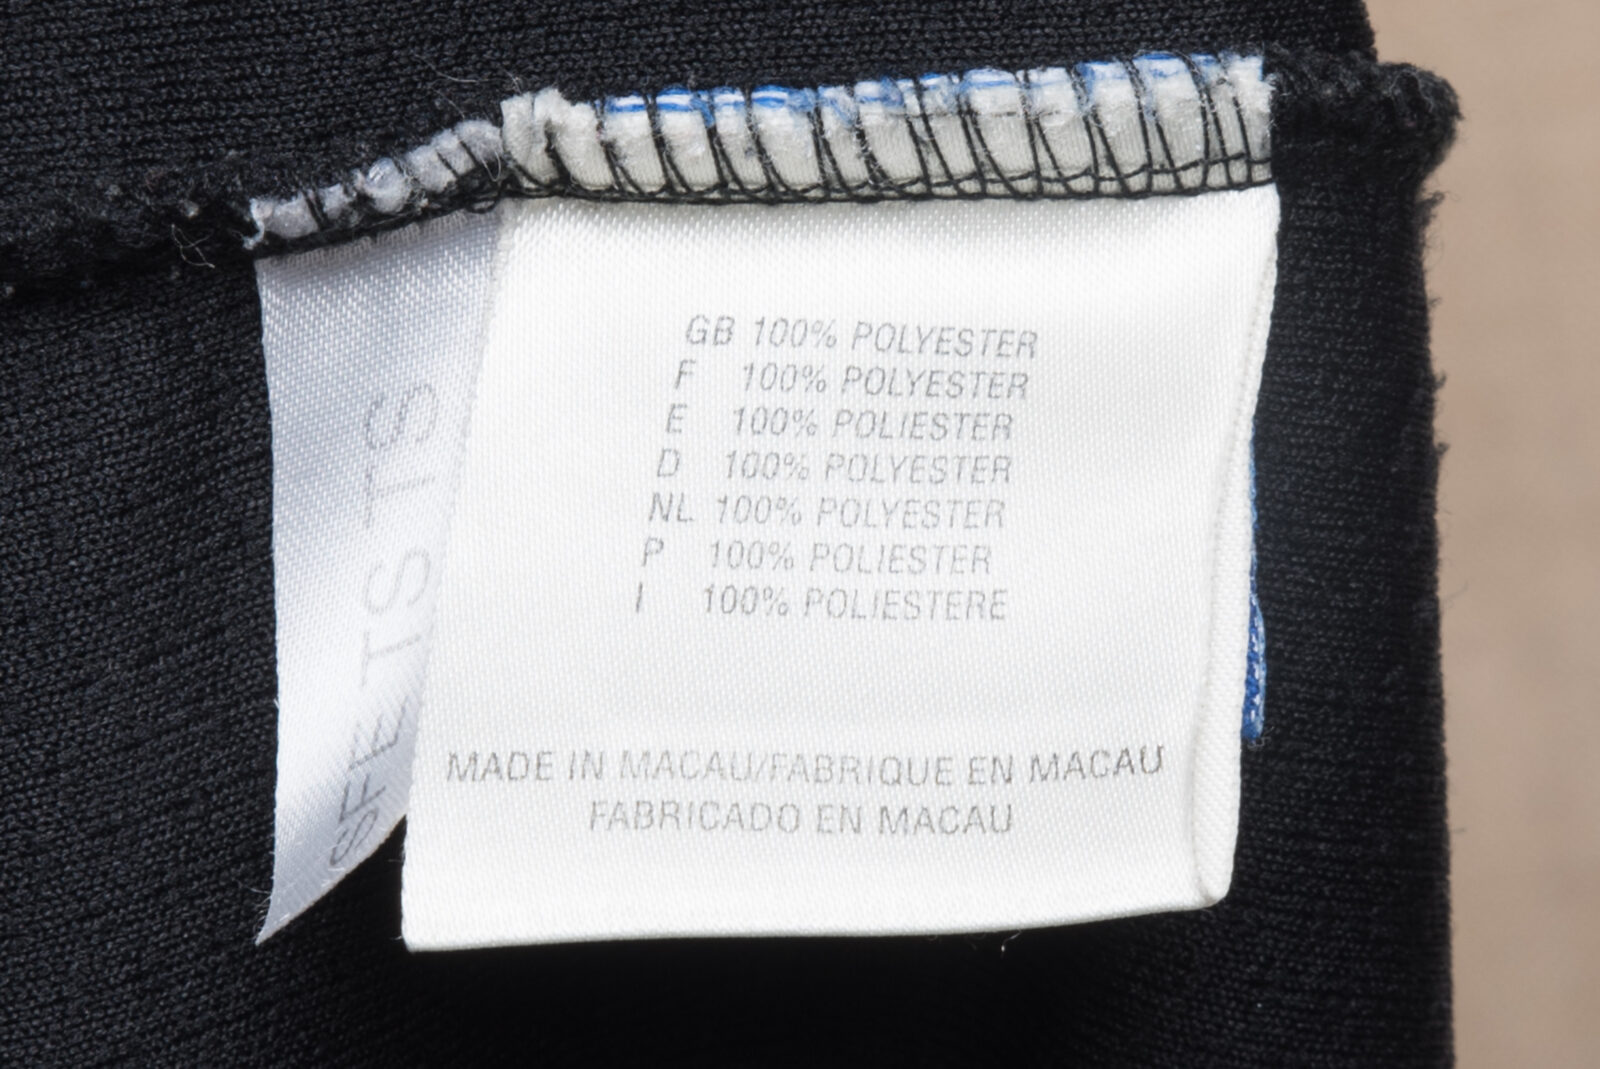 GB 100% POLYESTER
F 100% POLYESTER
E 100% POLIESTER
D 100% POLYESTER
NL 100% POLYESTER
P 100% POLIESTER
I 100% POLIESTERE
MADE IN MACAU/FABRIQUE EN MACAU
FABRICADO EN MACAU